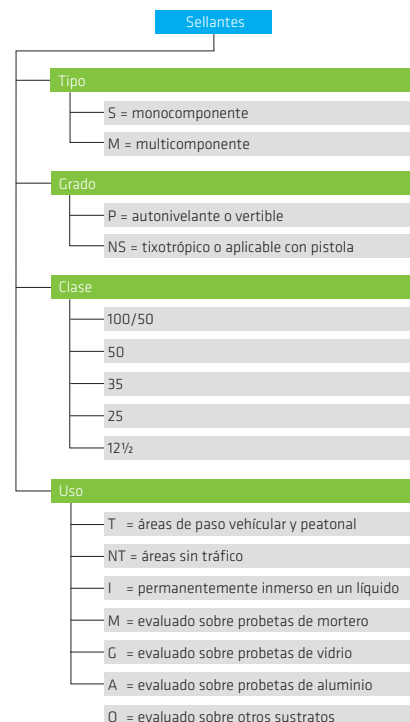 Sellantes
Tipo
S = monocomponente
M = multicomponente
Grado
P = autonivelante o vertible
NS = tixotrópico o aplicable con pistola
Clase
100/50
50
35
25
12½
Uso
T = áreas de paso vehícular y peatonal
NT = áreas sin tráfico
I = permanentemente inmerso en un líquido
M = evaluado sobre probetas de mortero
G = evaluado sobre probetas de vidrio
A = evaluado sobre probetas de aluminio
O = evaluado sobre otros sustratos